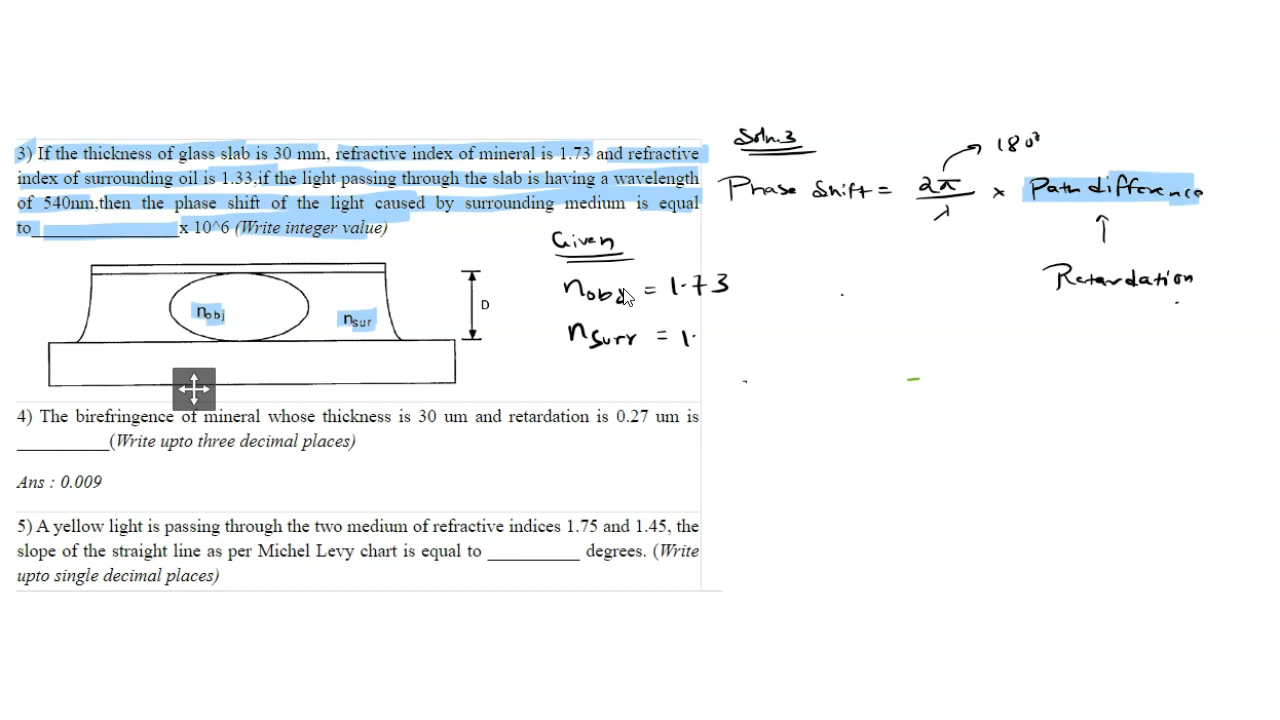 3) If the thickness of glass slab is 30 mm, refractive index of mineral is 1.73 and refractive
index of surrounding oil is 1.33,if the light passing through the slab is having a wavelength
of 540nm,then the phase shift of the light caused by surrounding medium is equal
to_________________x 10^6 (Write integer value)
n obj
n sur
D
4) The birefringence of mineral whose thickness is 30 um and retardation is 0.27 um is
__________(Write upto three decimal places)
Ans : 0.009
5) A yellow light is passing through the two medium of refractive indices 1.75 and 1.45, the
slope of the straight line as per Michel Levy chart is equal to __________ degrees. (Write
upto single decimal places)
Given
n obj = 1.73
n surr = 1.
Soln.3
180°
Phase shift = 2π/λ × Path difference
↑
Retardation